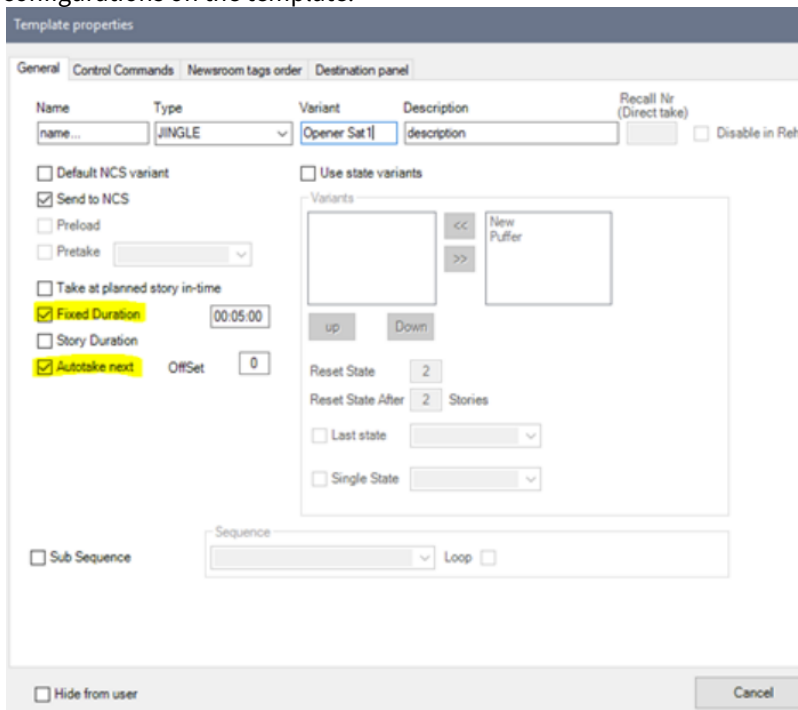 configurations on the template.
Template properties
General Control Commands Newsroom tags order Destination panel
Name Type Variant Description Recall Nr
(Direct take)
name... JINGLE Opener Sat1 description Disable in Reh
Default NCS variant Use state variants
Send to NCS Variants
Preload << New
Puffer
Pretake >>
Take at planned story in-time
Fixed Duration 00:05:00 up Down
Story Duration
Autotake next OffSet 0 Reset State 2
Reset State After 2 Stories
Last state
Single State
Sequence
Sub Sequence Loop
Hide from user Cancel